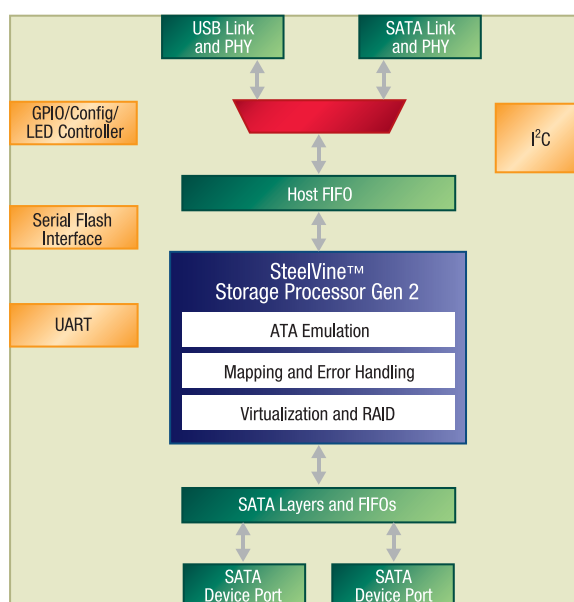 USB Link
and PHY
SATA Link
and PHY
GPIO/Config/
LED Controller
I²C
Host FIFO
Serial Flash
Interface
SteelVine™
Storage Processor Gen 2
UART
ATA Emulation
Mapping and Error Handling
Virtualization and RAID
SATA Layers and FIFOs
SATA
Device Port
SATA
Device Port